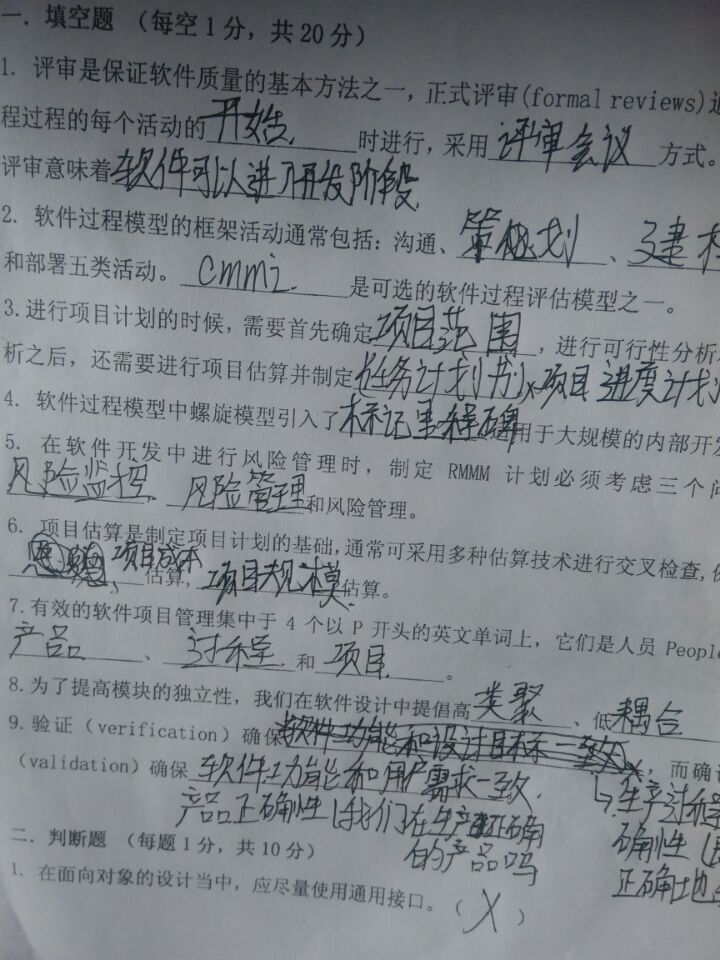 一. 填空题 （每空1分，共20分）
1. 评审是保证软件质量的基本方法之一，正式评审(formal reviews)
程过程的每个活动的 开始 时进行，采用 评审会议 方式。
评审意味着 软件可以进入开发阶段
2. 软件过程模型的框架活动通常包括：沟通、策划、建
和部署五类活动。 cmmi 是可选的软件过程评估模型之一。
3.进行项目计划的时候，需要首先确定 项目范围，进行可行性分析
析之后，还需要进行项目估算并制定 任务计划 项目进度计划
4. 软件过程模型中螺旋模型引入了 标记里程碑 用于大规模的内部开
5. 在软件开发中进行风险管理时，制定 RMMM 计划必须考虑三个
风险监控、风险管理和风险管理。
6. 项目估算是制定项目计划的基础，通常可采用多种估算技术进行交叉检查，
项目成本 估算，项目规模 估算。
7.有效的软件项目管理集中于 4 个以 P 开头的英文单词上，它们是人员 People
产品、过程 和 项目。
8.为了提高模块的独立性，我们在软件设计中提倡高 类聚、低 耦合
9.验证（verification）确保 软件功能和设计目标一致，而确
(validation）确保 软件功能和用户需求一致
产品正确性（我们在生产正确
的产品吗
生产过程
确性（
正确地
二. 判断题 （每题1分，共10分）
1. 在面向对象的设计当中，应尽量使用通用接口。（ X ）